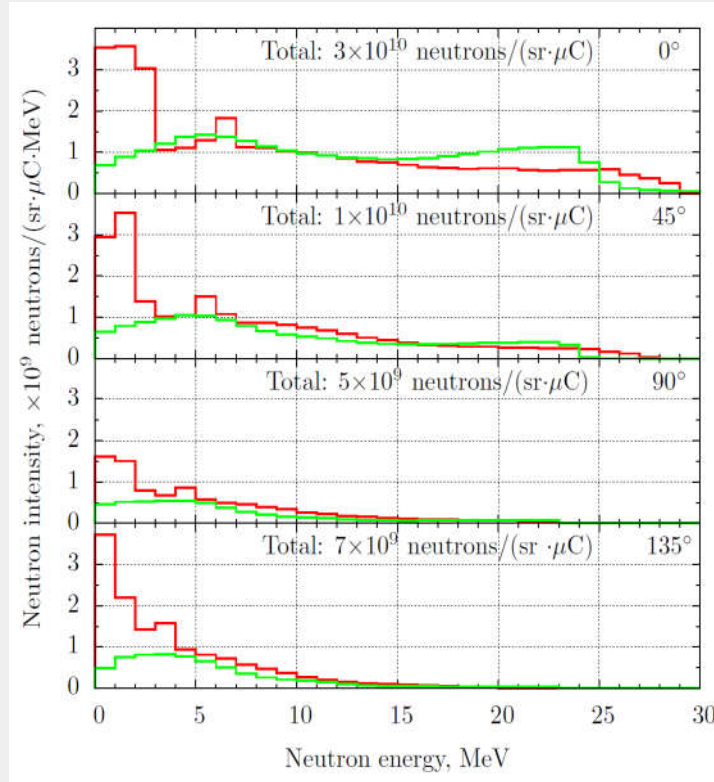 Total: 3×10¹⁰ neutrons/(sr·μC) 0°
3
2
1
0
Total: 1×10¹⁰ neutrons/(sr·μC) 45°
3
2
1
0
Total: 5×10⁹ neutrons/(sr·μC) 90°
3
2
1
0
Total: 7×10⁹ neutrons/(sr ·μC) 135°
3
2
1
0
0 5 10 15 20 25 30
Neutron energy, MeV
Neutron intensity, ×10⁹ neutrons/(sr·μC·MeV)